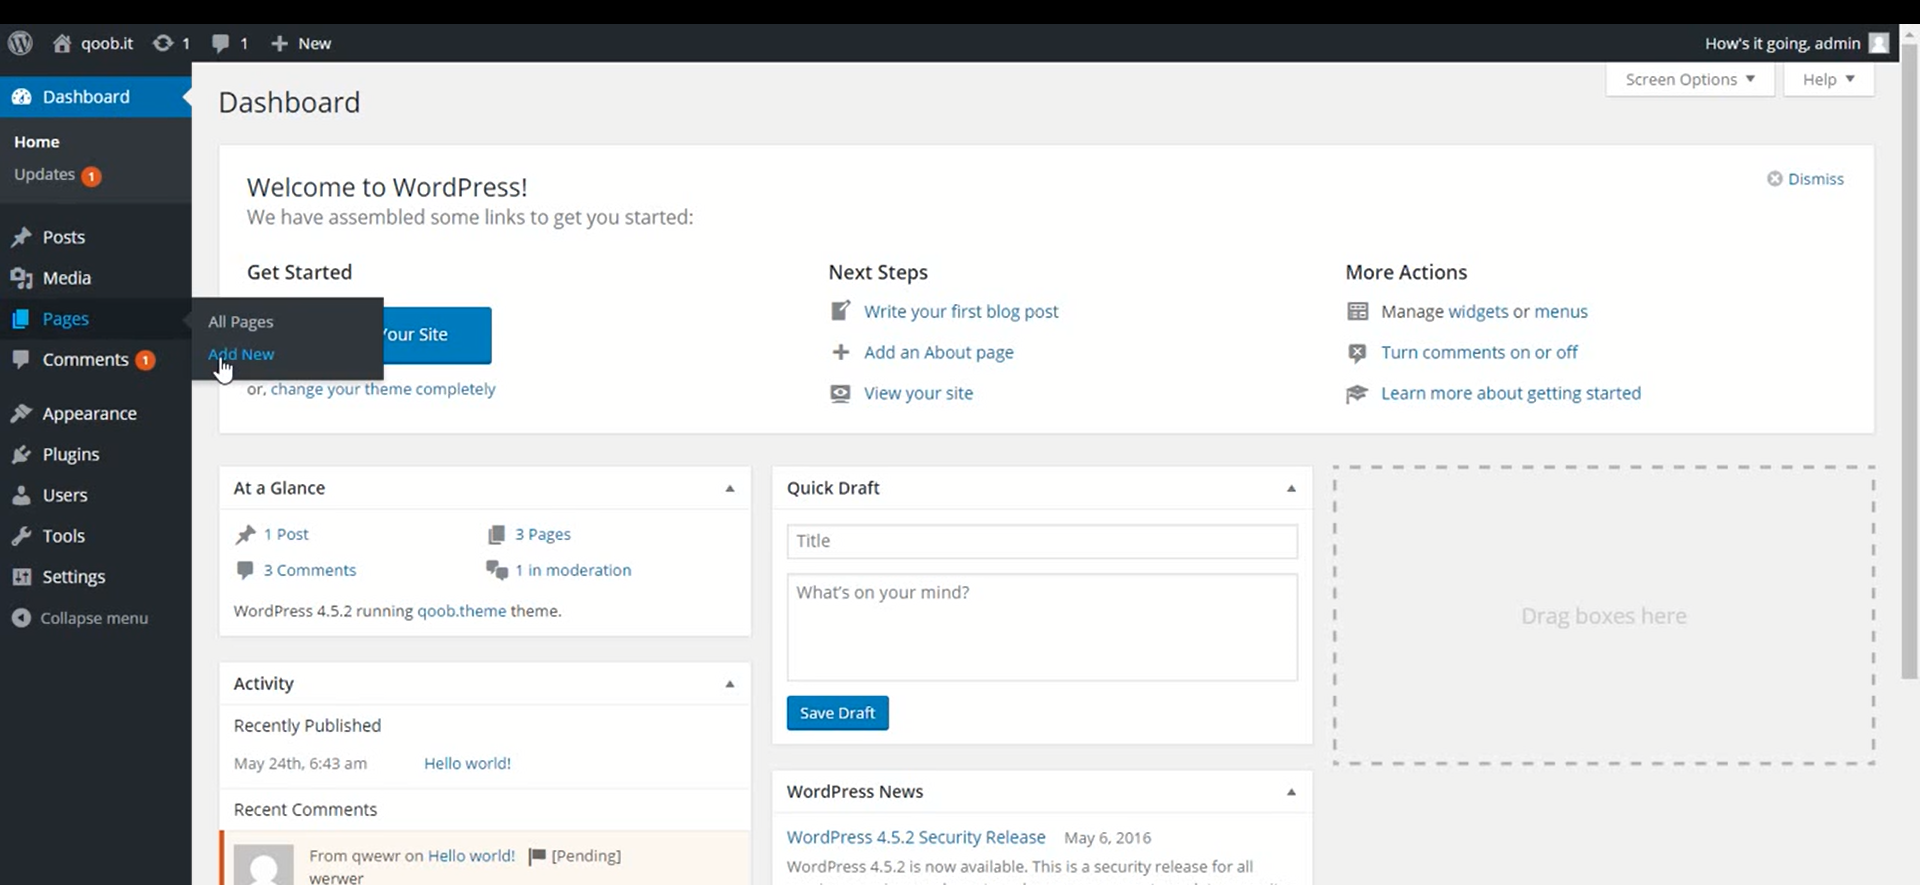 qoob.it
1
1
New
How's it going, admin
Dashboard
Home
Updates 1
Posts
Media
Pages
Comments 1
Appearance
Plugins
Users
Tools
Settings
Collapse menu
All Pages
Add New
Dashboard
Screen Options
Help
Welcome to WordPress!
We have assembled some links to get you started:
Dismiss
Get Started
our Site
or, change your theme completely
Next Steps
Write your first blog post
Add an About page
View your site
More Actions
Manage widgets or menus
Turn comments on or off
Learn more about getting started
At a Glance
1 Post
3 Pages
3 Comments
1 in moderation
WordPress 4.5.2 running qoob.theme theme.
Activity
Recently Published
May 24th, 6:43 am
Hello world!
Recent Comments
From qwewr on Hello world! [Pending]
werwer
Quick Draft
Title
What's on your mind?
Save Draft
WordPress News
WordPress 4.5.2 Security Release May 6, 2016
WordPress 4.5.2 is now available. This is a security release for all
Drag boxes here